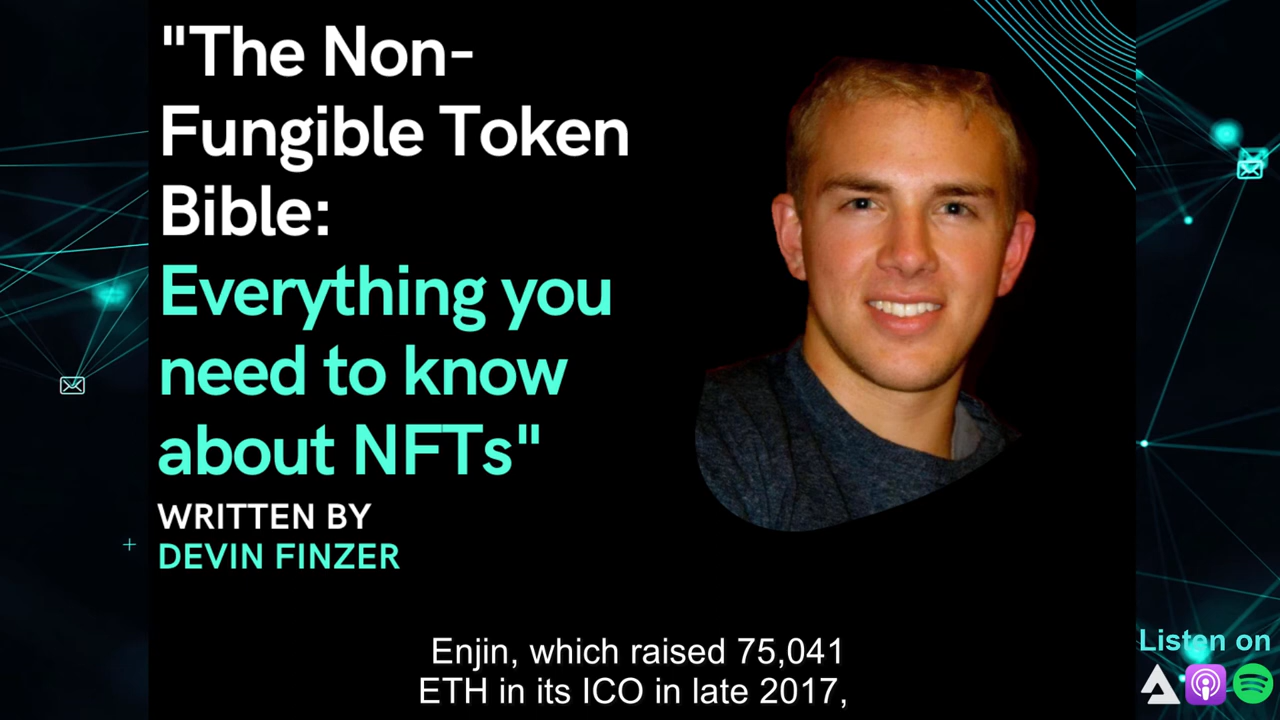 "The Non-
Fungible Token
Bible:
Everything you
need to know
about NFTs"
WRITTEN BY
DEVIN FINZER
Enjin, which raised 75,041
ETH in its ICO in late 2017,
Listen on